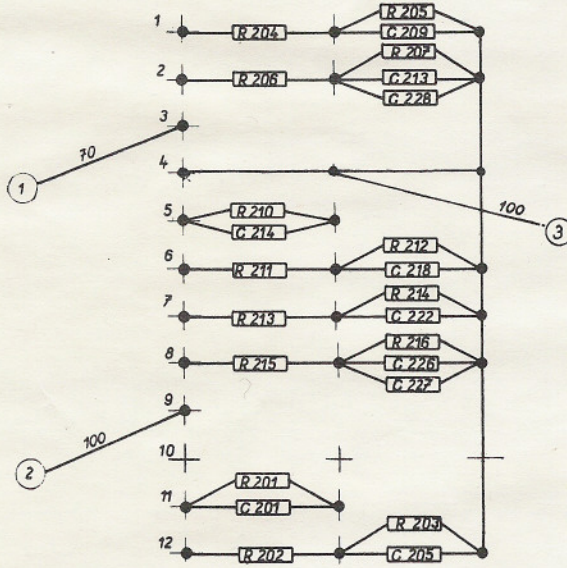 R 205
1 R 204 C 209
R 207
2 R 206 C 213
C 228
3
70
4
1
100
R 210
5
C 214
3
R 212
6 R 211 C 218
R 214
7 R 213 C 222
R 216
8 R 215 C 226
C 227
9
100
10
2
R 201
11 C 201
R 203
12 R 202 C 205